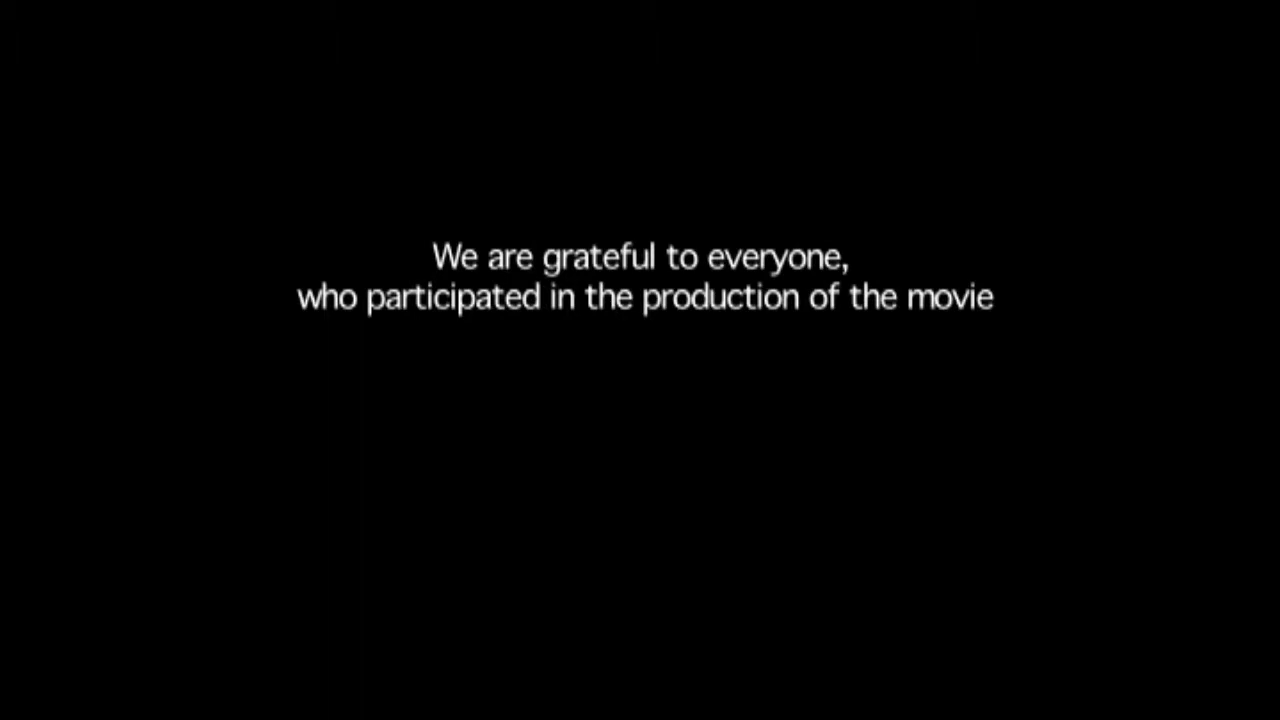 We are grateful to everyone,
who participated in the production of the movie